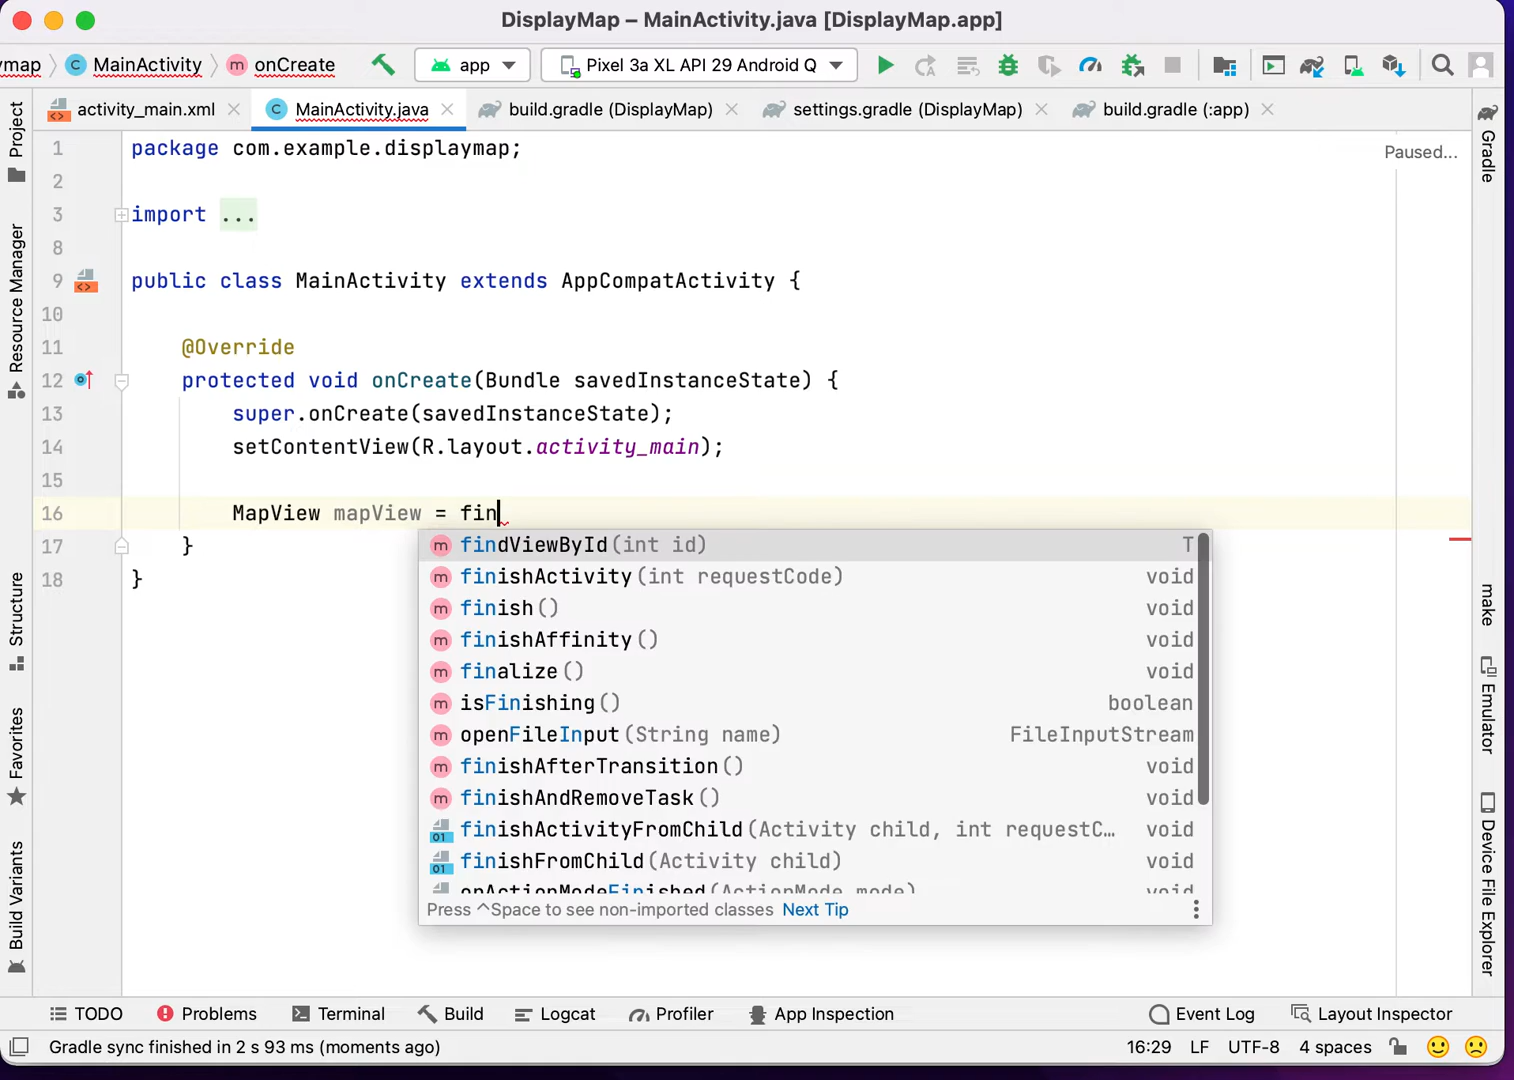 DisplayMap – MainActivity.java [DisplayMap.app]
ymap MainActivity onCreate app Pixel 3a XL API 29 Android Q
activity_main.xml MainActivity.java build.gradle (DisplayMap) settings.gradle (DisplayMap) build.gradle (:app)
Project
Resource Manager
Structure
Favorites
Build Variants
Paused...
1 package com.example.displaymap;
2
3 import ...
8
9 public class MainActivity extends AppCompatActivity {
10
11 @Override
12 protected void onCreate(Bundle savedInstanceState) {
13 super.onCreate(savedInstanceState);
14 setContentView(R.layout.activity_main);
15
16 MapView mapView = fin
17 }
18 }
findViewById(int id) T
finishActivity(int requestCode) void
finish() void
finishAffinity() void
finalize() void
isFinishing() boolean
openFileInput(String name) FileInputStream
finishAfterTransition() void
finishAndRemoveTask() void
finishActivityFromChild(Activity child, int requestC... void
finishFromChild(Activity child) void
onActionModeFinished(ActionMode mode) void
Press ^Space to see non-imported classes Next Tip
Gradle
make
Emulator
Device File Explorer
TODO Problems Terminal Build Logcat Profiler App Inspection Event Log Layout Inspector
Gradle sync finished in 2 s 93 ms (moments ago) 16:29 LF UTF-8 4 spaces